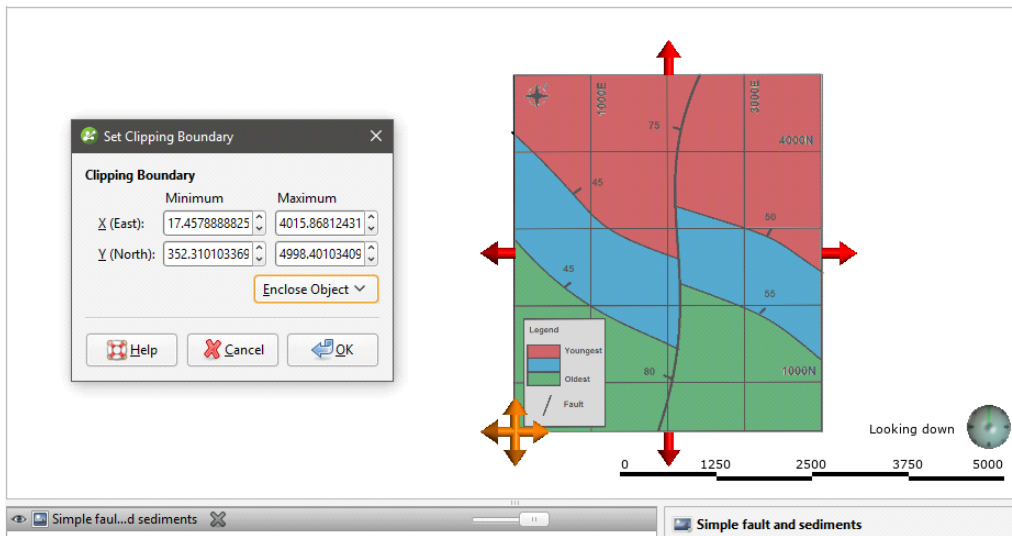 Set Clipping Boundary
Clipping Boundary
Minimum Maximum
X (East): 17.4578888825 4015.86812431
Y (North): 352.310103369 4998.40103409
Enclose Object
Help Cancel OK
1000E
3000E
75
4000N
45
50
45
55
Legend
Youngest
Oldest
Fault
80
1000N
Looking down
0 1250 2500 3750 5000
Simple faul...d sediments
Simple fault and sediments